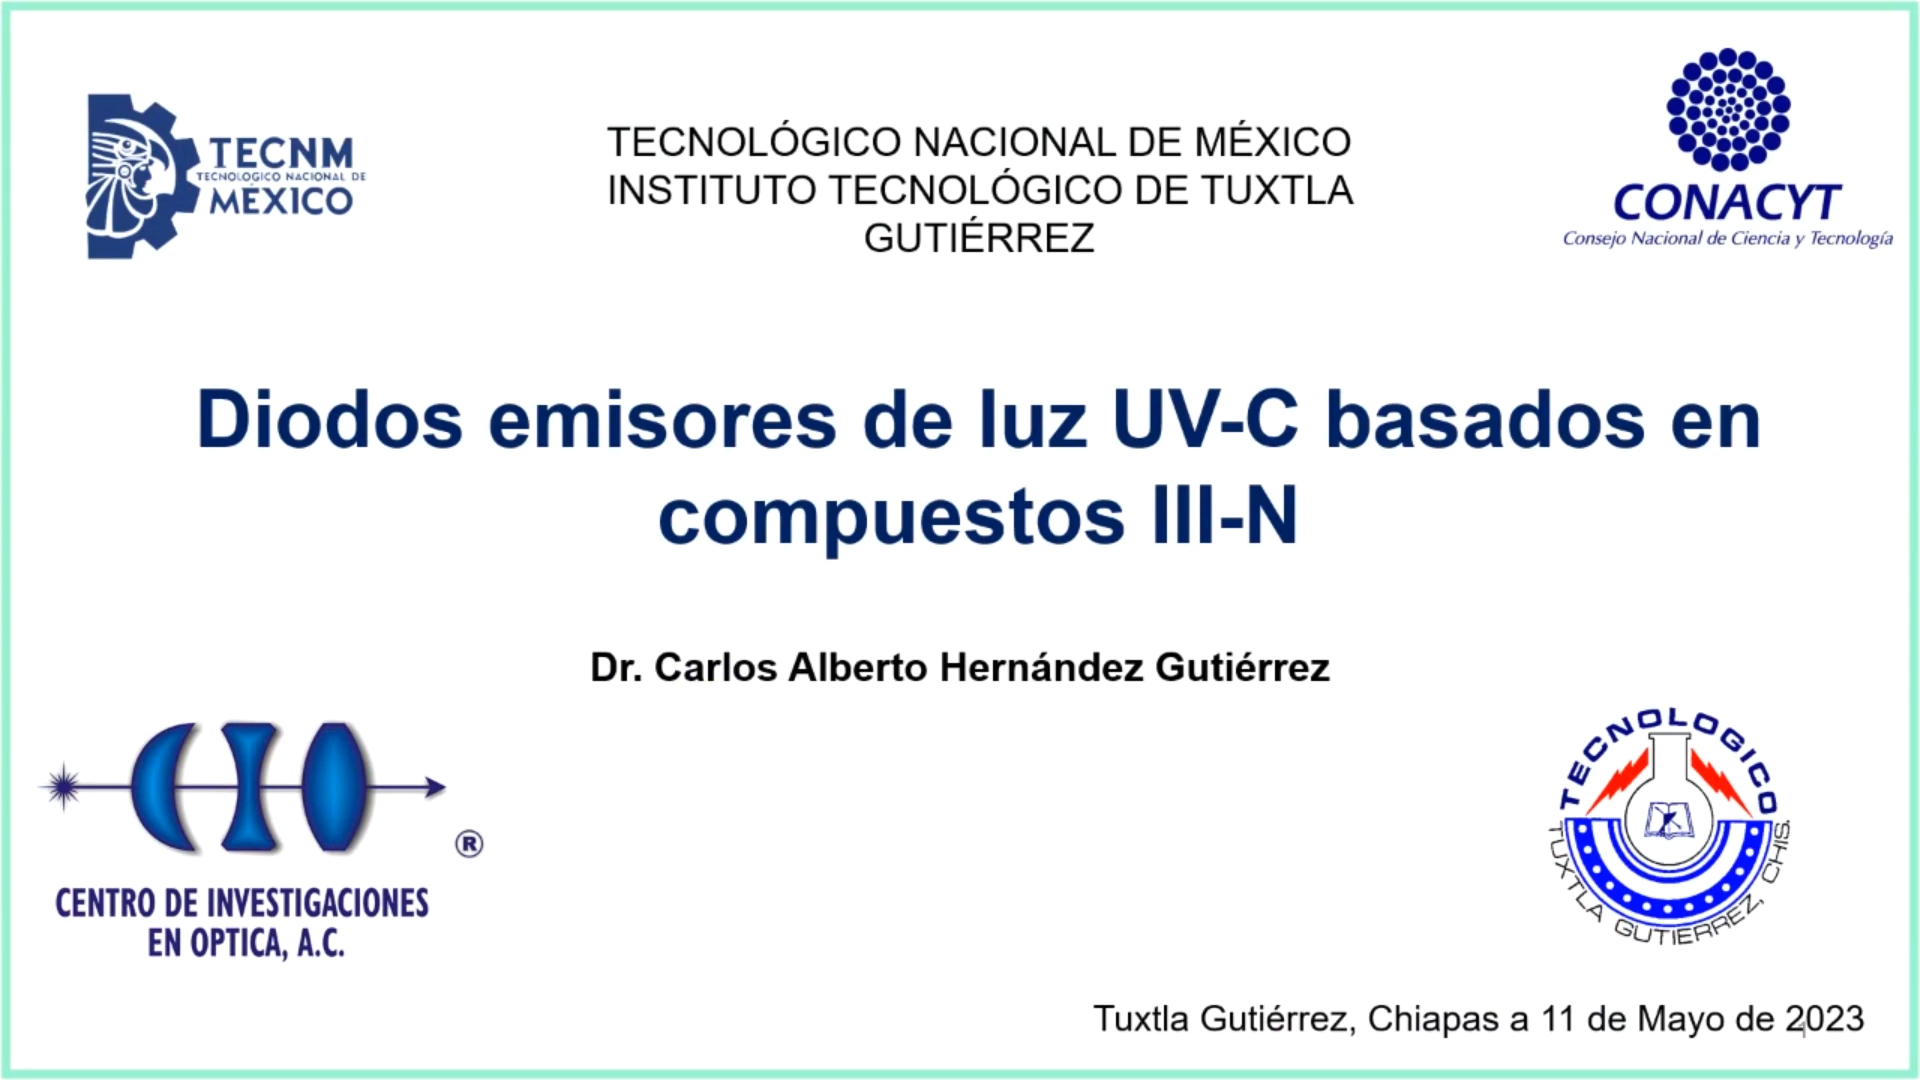 TECNM
TECNOLÓGICO NACIONAL DE
MÉXICO
TECNOLÓGICO NACIONAL DE MÉXICO
INSTITUTO TECNOLÓGICO DE TUXTLA
GUTIÉRREZ
CONACYT
Consejo Nacional de Ciencia y Tecnología
Diodos emisores de luz UV-C basados en
compuestos III-N
Dr. Carlos Alberto Hernández Gutiérrez
CIO
®
CENTRO DE INVESTIGACIONES
EN OPTICA, A.C.
TECNOLOGICO
TUXTLA GUTIERREZ, CHIS.
Tuxtla Gutiérrez, Chiapas a 11 de Mayo de 2023
1